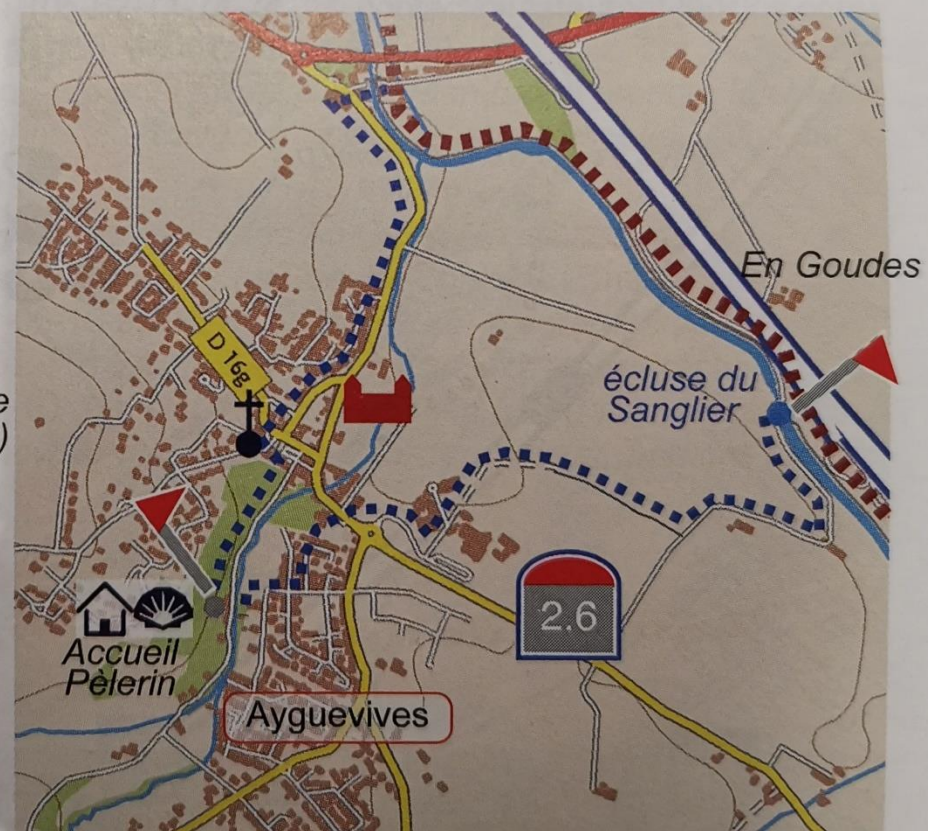 En Goudes
D 16g
écluse du
Sanglier
e
)
2.6
Accueil
Pèlerin
Ayguevives